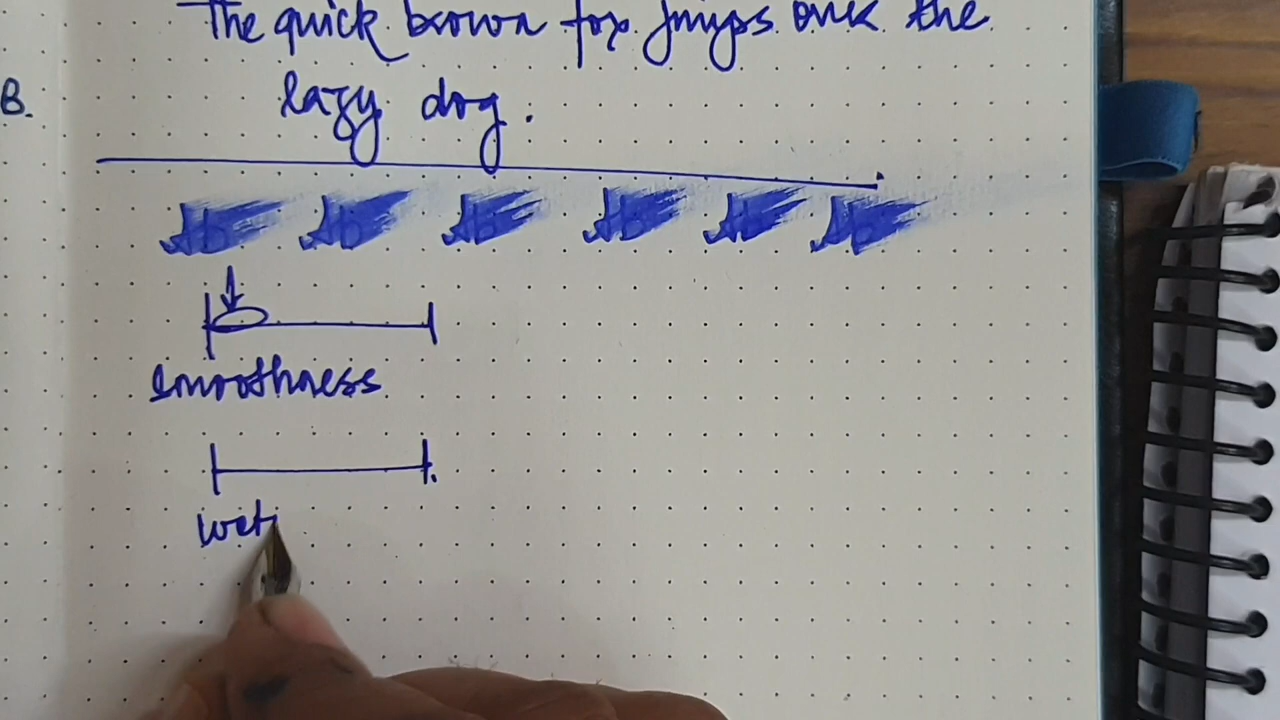 The quick brown fox jumps over the
lazy dog.
B.
smoothness
wet